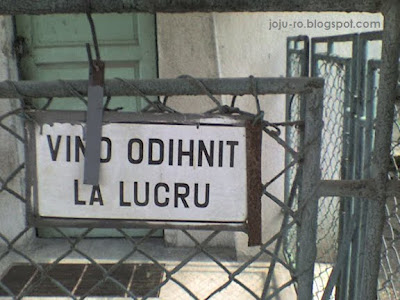 joju-ro.blogspot.com
VINO ODIHNIT
LA LUCRU